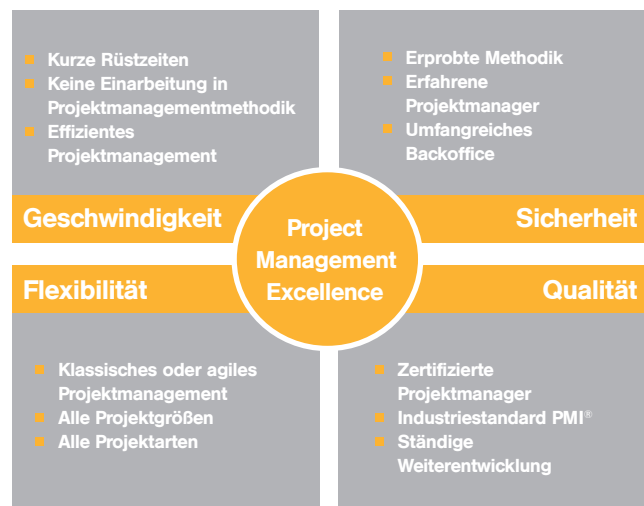 Kurze Rüstzeiten
Keine Einarbeitung in
Projektmanagementmethodik
Effizientes
Projektmanagement
Geschwindigkeit
Erprobte Methodik
Erfahrene
Projektmanager
Umfangreiches
Backoffice
Sicherheit
Project
Management
Excellence
Flexibilität
Klassisches oder agiles
Projektmanagement
Alle Projektgrößen
Alle Projektarten
Qualität
Zertifizierte
Projektmanager
Industriestandard PMI®
Ständige
Weiterentwicklung